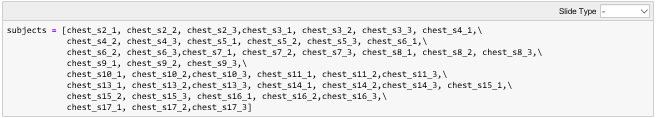 Slide Type -
subjects = [chest_s2_1, chest_s2_2, chest_s2_3,chest_s3_1, chest_s3_2, chest_s3_3, chest_s4_1,\
chest_s4_2, chest_s4_3, chest_s5_1, chest_s5_2, chest_s5_3, chest_s6_1,\
chest_s6_2, chest_s6_3,chest_s7_1, chest_s7_2, chest_s7_3, chest_s8_1, chest_s8_2, chest_s8_3,\
chest_s9_1, chest_s9_2, chest_s9_3,\
chest_s10_1, chest_s10_2,chest_s10_3, chest_s11_1, chest_s11_2,chest_s11_3,\
chest_s13_1, chest_s13_2,chest_s13_3, chest_s14_1, chest_s14_2,chest_s14_3, chest_s15_1,\
chest_s15_2, chest_s15_3, chest_s16_1, chest_s16_2,chest_s16_3,\
chest_s17_1, chest_s17_2,chest_s17_3]